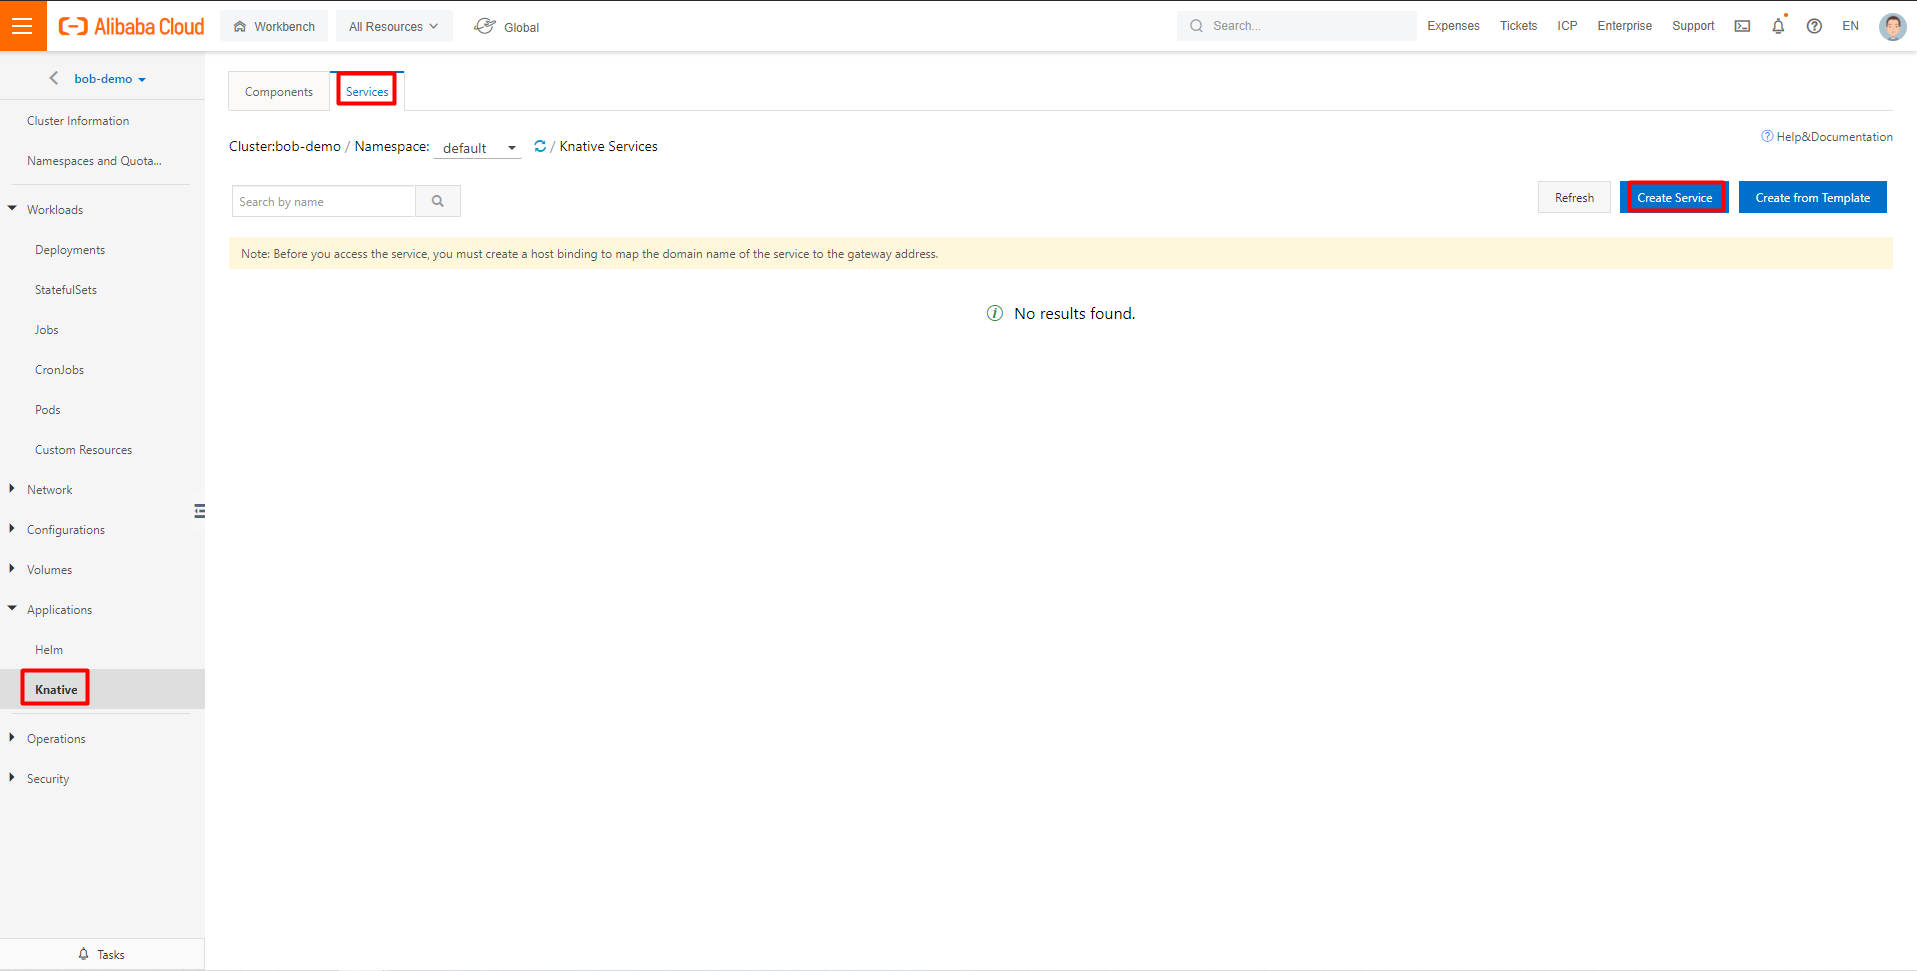 Alibaba Cloud
Workbench
All Resources
Global
Search...
Expenses
Tickets
ICP
Enterprise
Support
EN
bob-demo
Cluster Information
Namespaces and Quota...
Workloads
Deployments
StatefulSets
Jobs
CronJobs
Pods
Custom Resources
Network
Configurations
Volumes
Applications
Helm
Knative
Operations
Security
Tasks
Components
Services
Cluster:bob-demo / Namespace: default / Knative Services
Help&Documentation
Search by name
Refresh
Create Service
Create from Template
Note: Before you access the service, you must create a host binding to map the domain name of the service to the gateway address.
No results found.